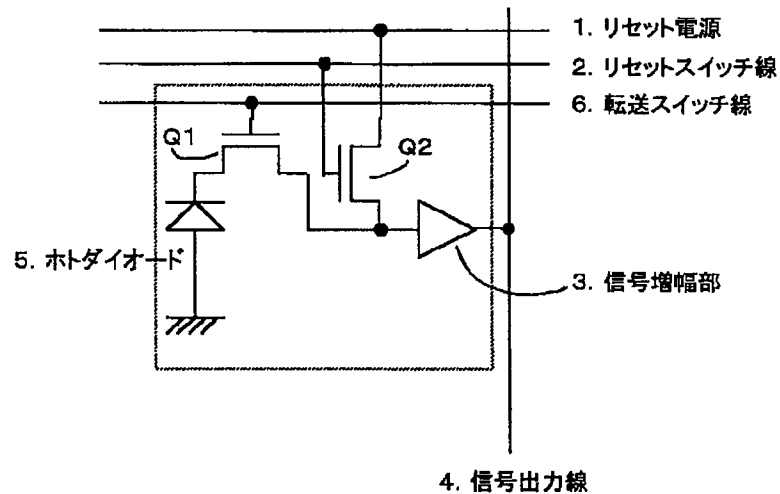 1. リセット電源
2. リセットスイッチ線
6. 転送スイッチ線
Q1
Q2
5. ホトダイオード
3. 信号増幅部
4. 信号出力線